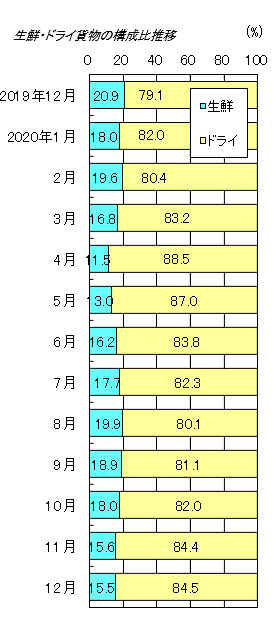 生鮮・ドライ貨物の構成比推移
(%)
0 20 40 60 80 100
2019年12月 20.9 79.1
生鮮
2020年1月 18.0 82.0
ドライ
2月 19.6 80.4
3月 16.8 83.2
4月 11.5 88.5
5月 13.0 87.0
6月 16.2 83.8
7月 17.7 82.3
8月 19.9 80.1
9月 18.9 81.1
10月 18.0 82.0
11月 15.6 84.4
12月 15.5 84.5